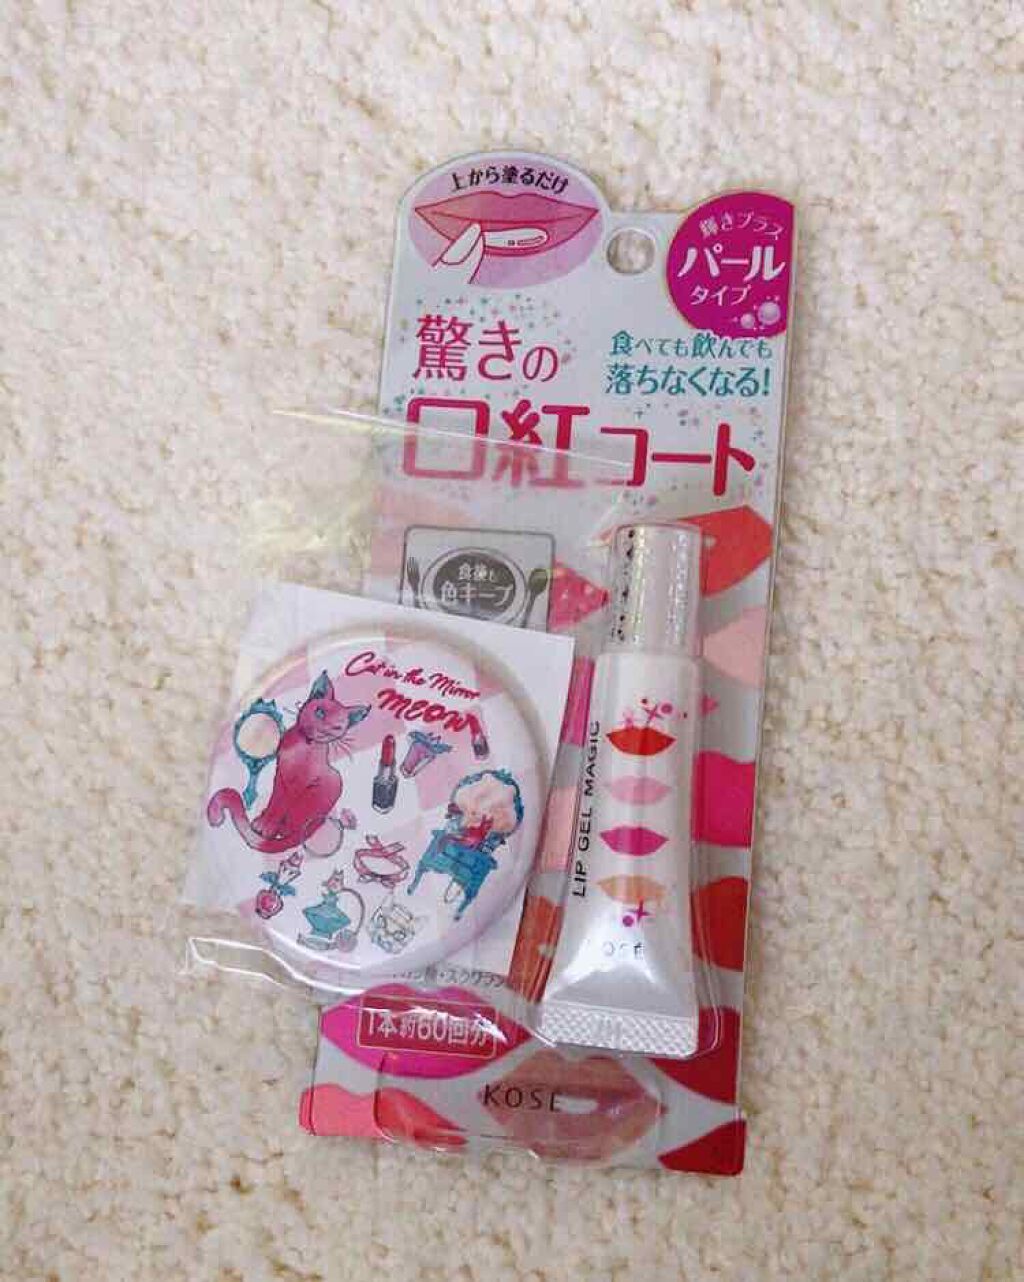 上から塗るだけ
輝きプラス
パール
タイプ
驚きの
食べても飲んでも
落ちなくなる!
口紅コート
食後も
色キープ
Cat in the Mirror
MEOW
LIP GEL MAGIC
KOSÉ
1本約60回分
KOSÉ